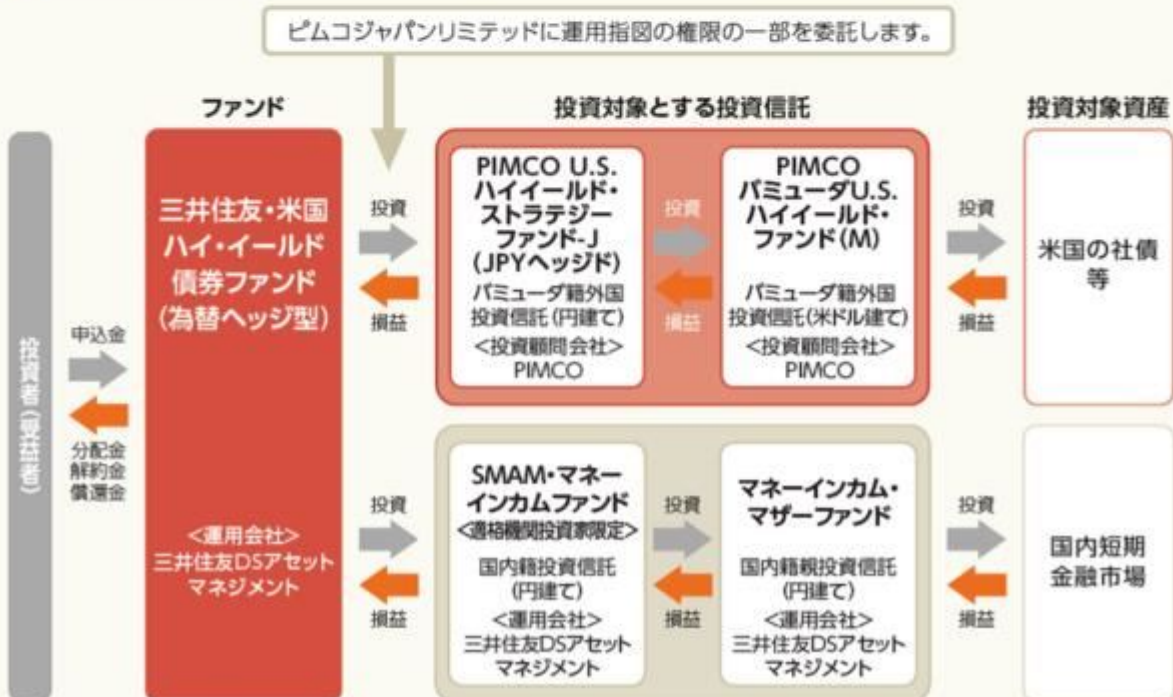 ピムコジャパンリミテッドに運用指図の権限の一部を委託します。
ファンド
投資対象とする投資信託
投資対象資産
投資者(受益者)
申込金
分配金
解約金
償還金
三井住友・米国
ハイ・イールド
債券ファンド
(為替ヘッジ型)
<運用会社>
三井住友DSアセット
マネジメント
投資
損益
PIMCO U.S.
ハイイールド・
ストラテジー
ファンド-J
(JPYヘッジド)
バミューダ籍外国
投資信託(円建て)
<投資顧問会社>
PIMCO
投資
損益
PIMCO
バミューダU.S.
ハイイールド・
ファンド(M)
バミューダ籍外国
投資信託(米ドル建て)
<投資顧問会社>
PIMCO
投資
損益
米国の社債
等
投資
損益
SMAM・マネー
インカムファンド
<適格機関投資家限定>
国内籍投資信託
(円建て)
<運用会社>
三井住友DSアセット
マネジメント
投資
損益
マネーインカム・
マザーファンド
国内籍親投資信託
(円建て)
<運用会社>
三井住友DSアセット
マネジメント
投資
損益
国内短期
金融市場